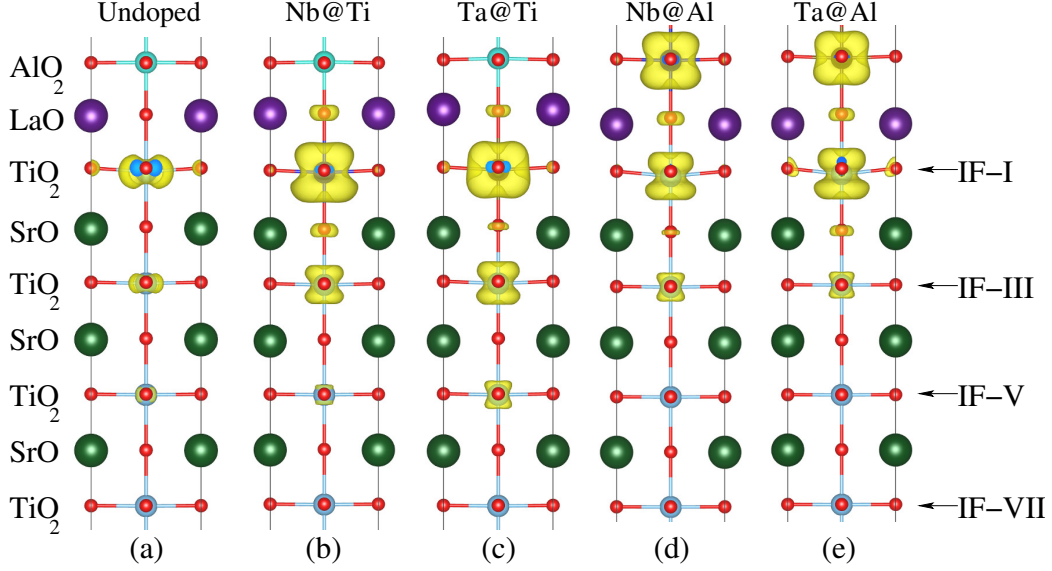 Undoped Nb@Ti Ta@Ti Nb@Al Ta@Al
AlO2
LaO
TiO2 IF-I
SrO
TiO2 IF-III
SrO
TiO2 IF-V
SrO
TiO2 IF-VII
(a) (b) (c) (d) (e)